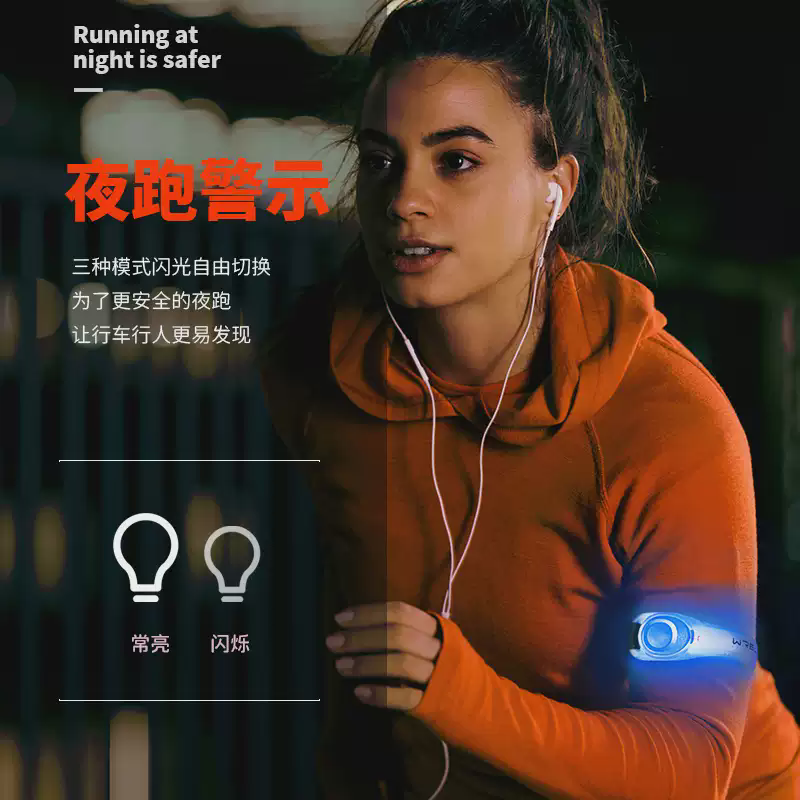 Running at
night is safer
夜跑警示
三种模式闪光自由切换
为了更安全的夜跑
让行车行人更易发现
常亮
闪烁